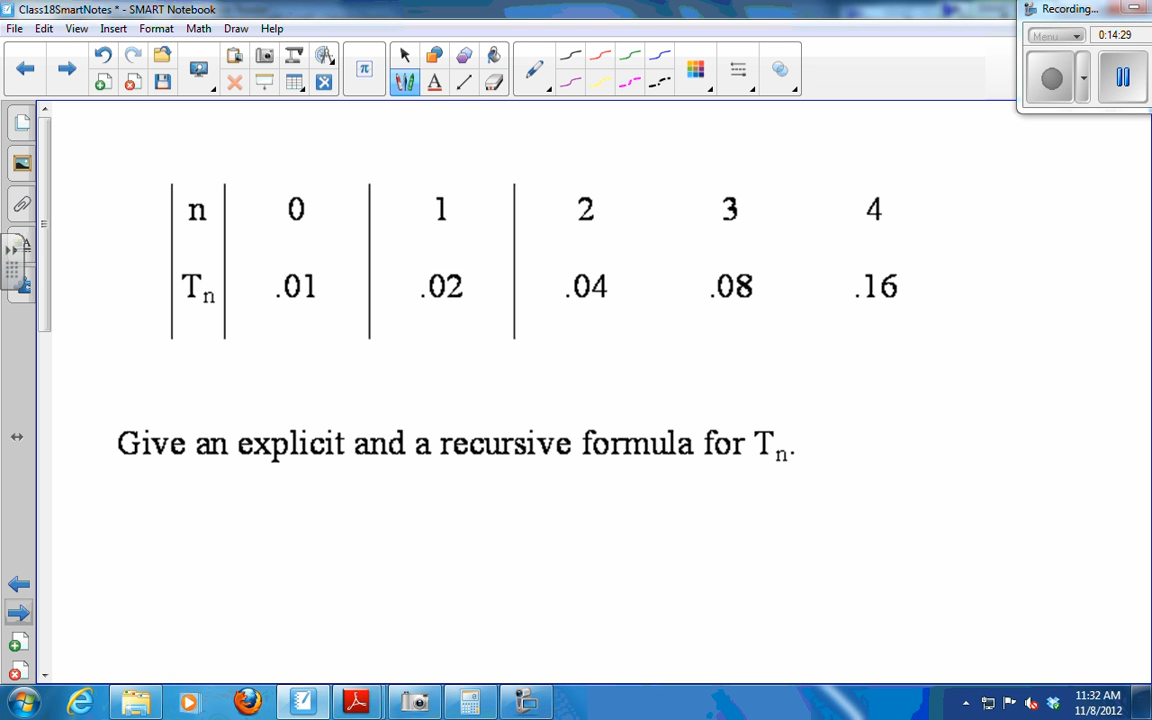 Class18SmartNotes * - SMART Notebook
Recording...
File Edit View Insert Format Math Draw Help
Menu
0:14:29
π
A
n 0 1 2 3 4
Tn .01 .02 .04 .08 .16
Give an explicit and a recursive formula for Tn.
11:32 AM
11/8/2012